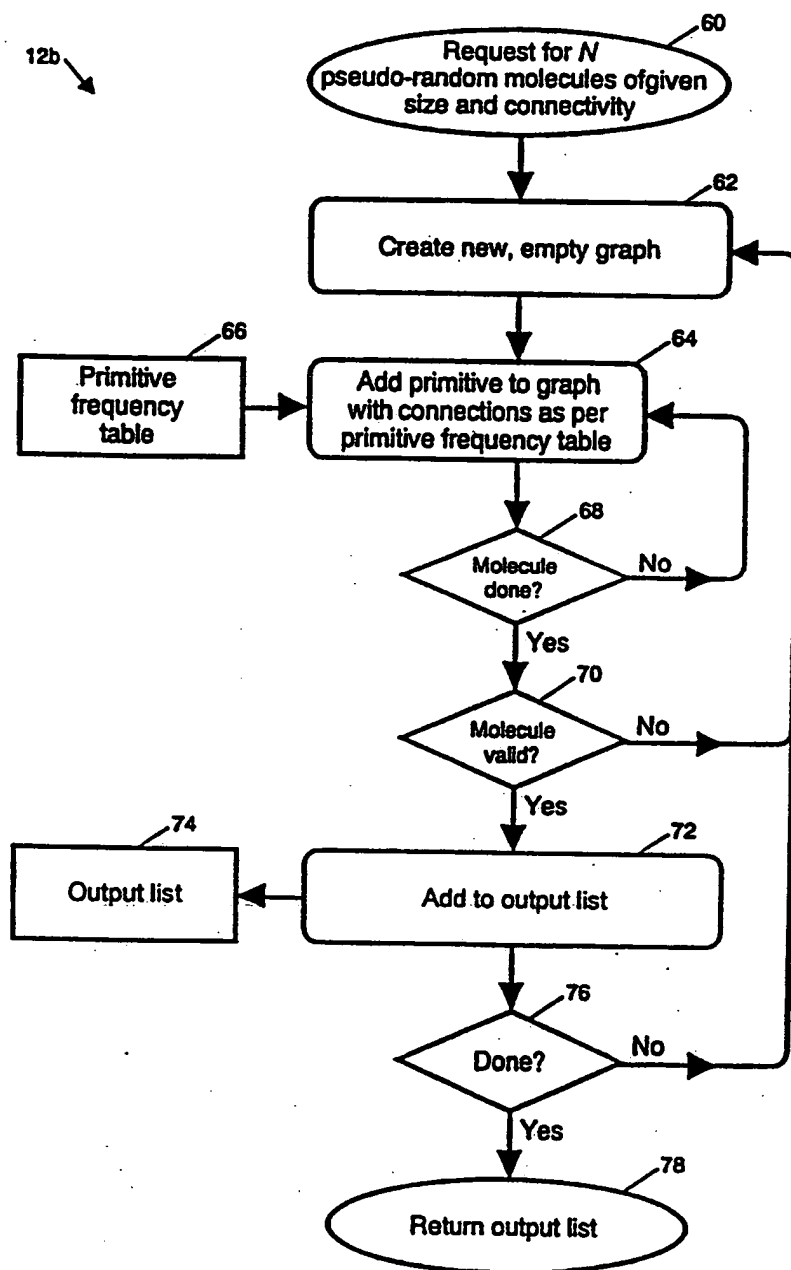 12b
60
Request for N
pseudo-random molecules ofgiven
size and connectivity
62
Create new, empty graph
66
Primitive
frequency
table
64
Add primitive to graph
with connections as per
primitive frequency table
68
Molecule
done?
No
Yes
70
Molecule
valid?
No
Yes
74
Output list
72
Add to output list
76
Done?
No
Yes
78
Return output list